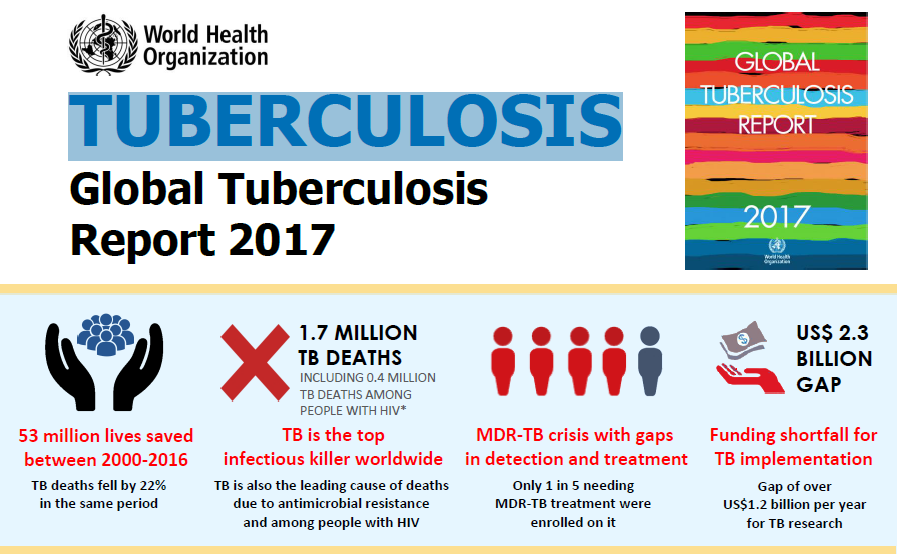 World Health
Organization
TUBERCULOSIS
Global Tuberculosis
Report 2017
GLOBAL
TUBERCULOSIS
REPORT
2017
World Health
Organization
53 million lives saved
between 2000-2016
TB deaths fell by 22%
in the same period
1.7 MILLION
TB DEATHS
INCLUDING 0.4 MILLION
TB DEATHS AMONG
PEOPLE WITH HIV*
TB is the top
infectious killer worldwide
TB is also the leading cause of deaths
due to antimicrobial resistance
and among people with HIV
MDR-TB crisis with gaps
in detection and treatment
Only 1 in 5 needing
MDR-TB treatment were
enrolled on it
$
US$ 2.3
BILLION
GAP
Funding shortfall for
TB implementation
Gap of over
US$1.2 billion per year
for TB research